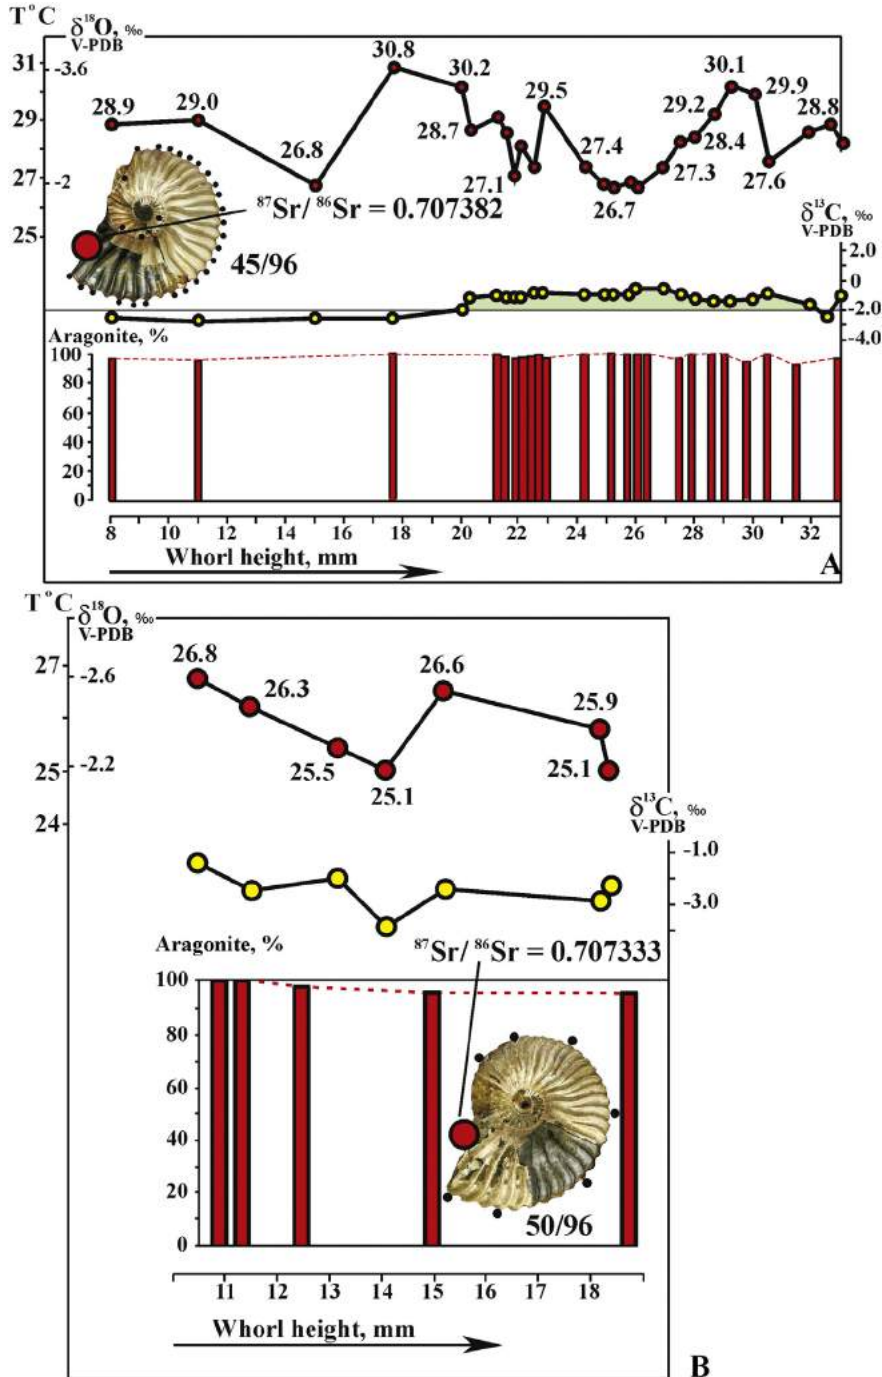 T°C
δ¹⁸O, ‰
V-PDB
31
-3.6
29
27
-2
25
28.9
29.0
26.8
30.8
30.2
28.7
27.1
29.5
27.4
26.7
27.3
29.2
28.4
30.1
29.9
27.6
28.8
⁸⁷Sr/ ⁸⁶Sr = 0.707382
45/96
δ¹³C, ‰
V-PDB
2.0
0
-2.0
-4.0
Aragonite, %
100
80
60
40
20
0
8 10 12 14 16 18 20 22 24 26 28 30 32
Whorl height, mm
A
T°C
δ¹⁸O, ‰
V-PDB
27
-2.6
-2.2
25
24
26.8
26.3
25.5
25.1
26.6
25.9
25.1
δ¹³C, ‰
V-PDB
-1.0
-3.0
Aragonite, %
⁸⁷Sr/ ⁸⁶Sr = 0.707333
100
80
60
40
20
0
50/96
11 12 13 14 15 16 17 18
Whorl height, mm
B